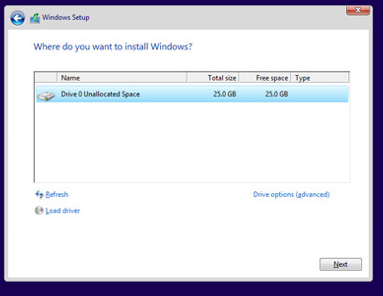 Windows Setup
Where do you want to install Windows?
Name Total size Free space Type
Drive 0 Unallocated Space 25.0 GB 25.0 GB
Refresh Drive options (advanced)
Load driver
Next